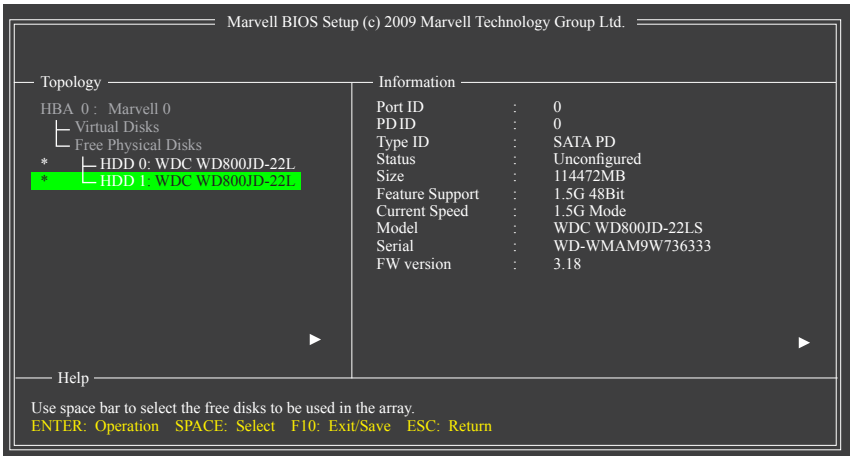 Marvell BIOS Setup (c) 2009 Marvell Technology Group Ltd.
Topology
HBA 0 : Marvell 0
Virtual Disks
Free Physical Disks
* HDD 0: WDC WD800JD-22L
* HDD 1: WDC WD800JD-22L
Information
Port ID : 0
PD ID : 0
Type ID : SATA PD
Status : Unconfigured
Size : 114472MB
Feature Support : 1.5G 48Bit
Current Speed : 1.5G Mode
Model : WDC WD800JD-22LS
Serial : WD-WMAM9W736333
FW version : 3.18
Help
Use space bar to select the free disks to be used in the array.
ENTER: Operation SPACE: Select F10: Exit/Save ESC: Return